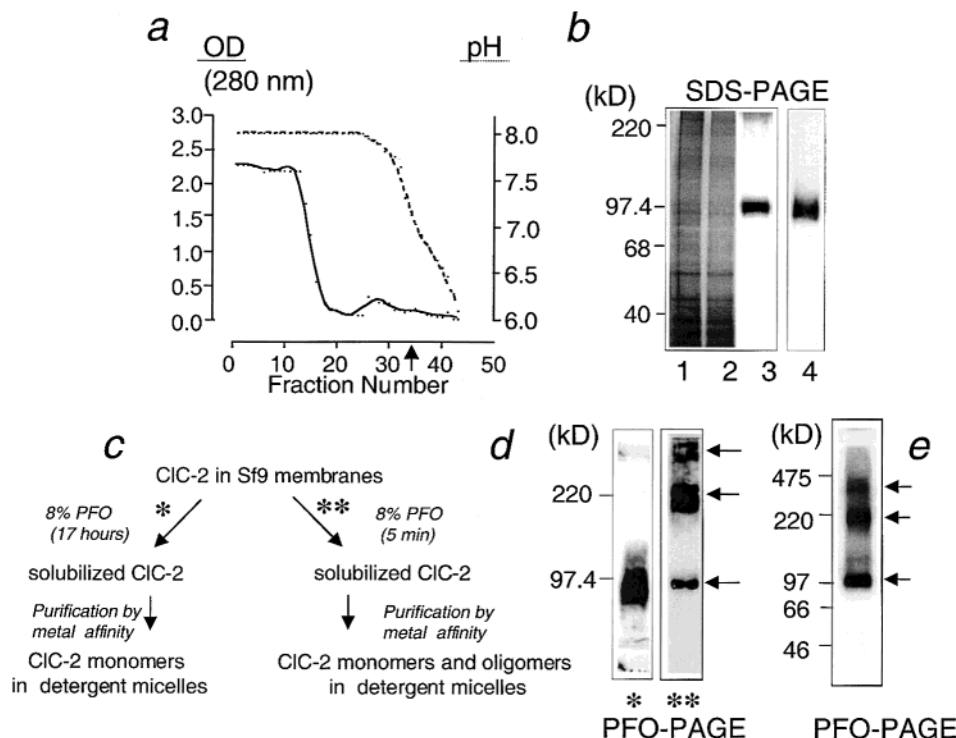 a
OD
(280 nm)
pH
3.0
2.5
2.0
1.5
1.0
0.5
0.0
8.0
7.5
7.0
6.5
6.0
0 10 20 30 40 50
Fraction Number
b
SDS-PAGE
(kD)
220
97.4
68
40
1 2 3 4
c
ClC-2 in Sf9 membranes
8% PFO
(17 hours)
*
**
8% PFO
(5 min)
solubilized ClC-2
solubilized ClC-2
Purification by
metal affinity
Purification by
metal affinity
ClC-2 monomers
in detergent micelles
ClC-2 monomers and oligomers
in detergent micelles
d
(kD)
220
97.4
* **
PFO-PAGE
e
(kD)
475
220
97
66
46
PFO-PAGE